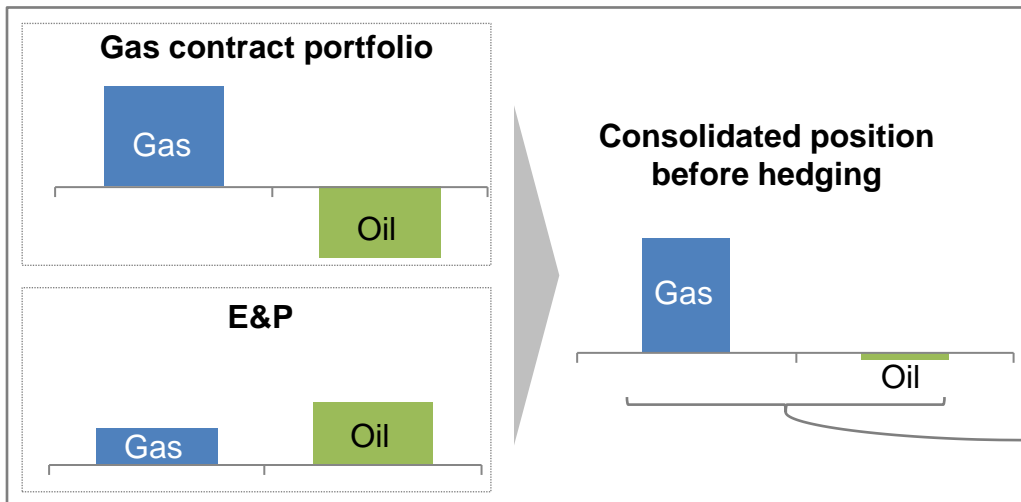 Gas contract portfolio
Gas
Oil
E&P
Gas
Oil
Consolidated position
before hedging
Gas
Oil